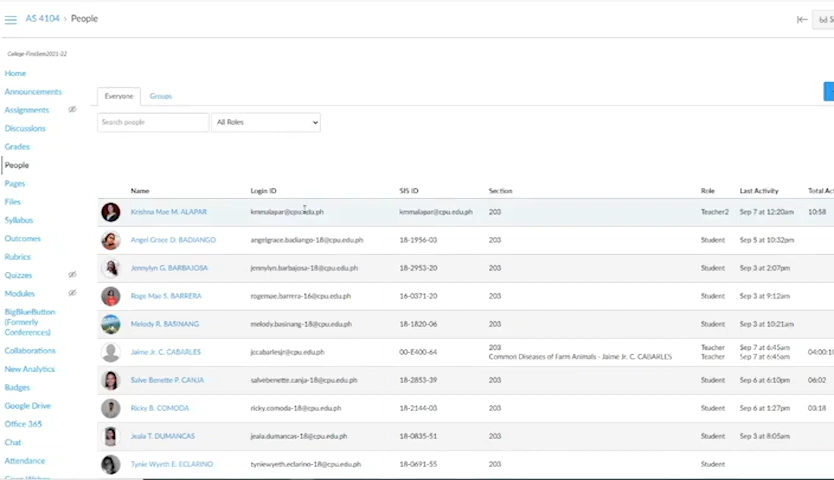 AS 4104 › People
College-FirstSem2021-22
Home
Announcements
Assignments
Discussions
Grades
People
Pages
Files
Syllabus
Outcomes
Rubrics
Quizzes
Modules
BigBlueButton
(Formerly
Conferences)
Collaborations
New Analytics
Badges
Google Drive
Office 365
Chat
Attendance
Everyone Groups
Search people All Roles
Name Login ID SIS ID Section Role Last Activity Total Ac
Krishna Mae M. ALAPAR kmmalapar@cpu.edu.ph kmmalapar@cpu.edu.ph 203 Teacher2 Sep 7 at 12:20am 10:58
Angel Grace D. BADIANGO angelgrace.badiango-18@cpu.edu.ph 18-1956-03 203 Student Sep 5 at 10:32pm
Jennylyn G. BARBAJOSA jennylyn.barbajosa-18@cpu.edu.ph 18-2953-20 203 Student Sep 3 at 2:07pm
Roge Mae S. BARRERA rogemae.barrera-16@cpu.edu.ph 16-0371-20 203 Student Sep 3 at 9:12am
Melody R. BASINANG melody.basinang-18@cpu.edu.ph 18-1820-06 203 Student Sep 3 at 10:21am
Jaime Jr. C. CABARLES jccabarlesjr@cpu.edu.ph 00-E400-64 203 Teacher Sep 7 at 6:45am
Common Diseases of Farm Animals - Jaime Jr. C. CABARLES Teacher Sep 7 at 6:45am 04:00:10
Salve Benette P. CANJA salvebenette.canja-18@cpu.edu.ph 18-2853-39 203 Student Sep 6 at 6:10pm 06:02
Ricky B. COMODA ricky.comoda-18@cpu.edu.ph 18-2144-03 203 Student Sep 6 at 1:27pm 03:18
Jeala T. DUMANCAS jeala.dumancas-18@cpu.edu.ph 18-0835-51 203 Student Sep 3 at 8:05am
Tynie Wynth E. ECLARINO tyniewyeth.eclarino-18@cpu.edu.ph 18-0691-55 203 Student